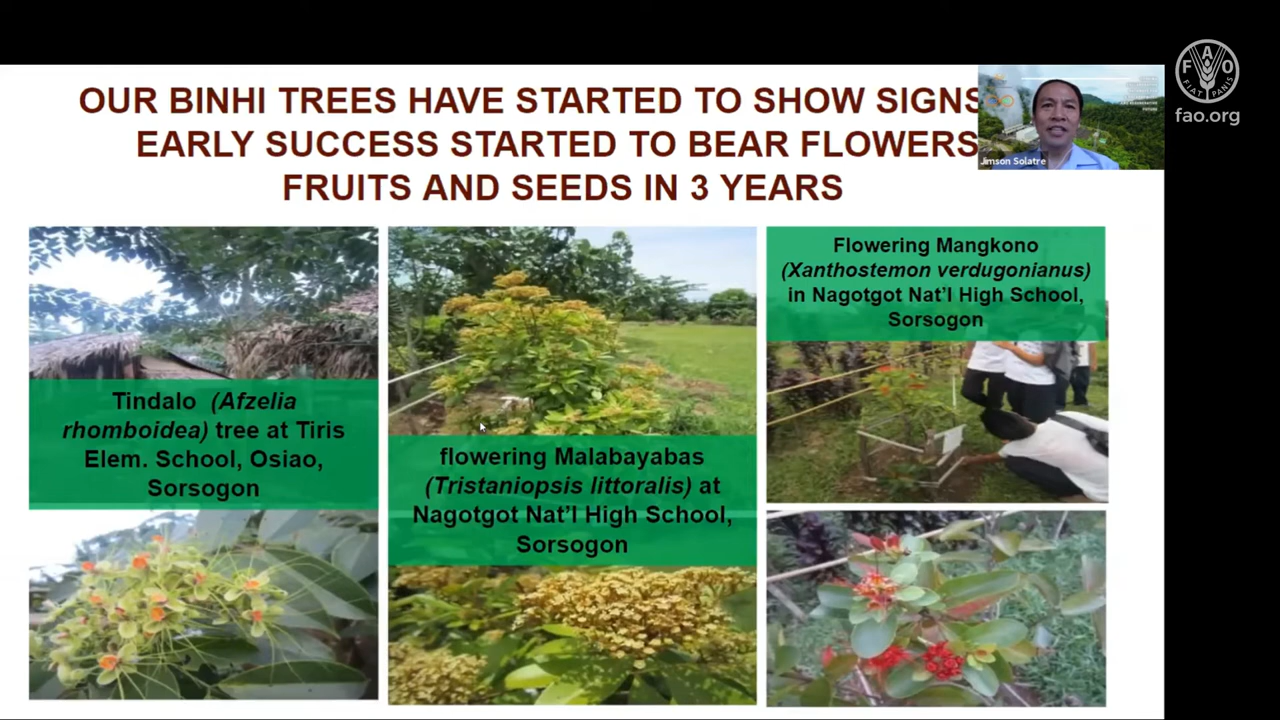 OUR BINHI TREES HAVE STARTED TO SHOW SIGNS
EARLY SUCCESS STARTED TO BEAR FLOWERS
FRUITS AND SEEDS IN 3 YEARS
Jimson Solatre
F A O
FIAT PANIS
fao.org
Tindalo (Afzelia
rhomboidea) tree at Tiris
Elem. School, Osiao,
Sorsogon
flowering Malabayabas
(Tristaniopsis littoralis) at
Nagotgot Nat'l High School,
Sorsogon
Flowering Mangkono
(Xanthostemon verdugonianus)
in Nagotgot Nat'l High School,
Sorsogon